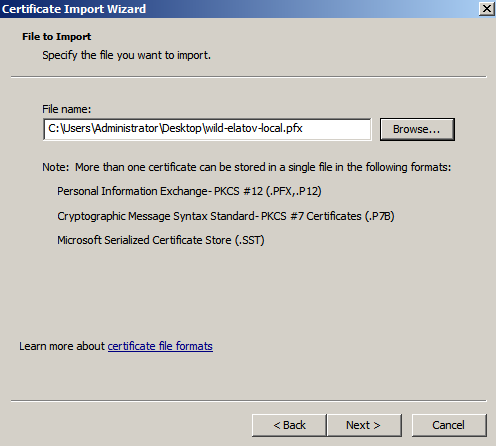 Certificate Import Wizard
File to Import
Specify the file you want to import.
File name:
C:\Users\Administrator\Desktop\wild-elatov-local.pfx
Browse...
Note: More than one certificate can be stored in a single file in the following formats:
Personal Information Exchange- PKCS #12 (.PFX,.P12)
Cryptographic Message Syntax Standard- PKCS #7 Certificates (.P7B)
Microsoft Serialized Certificate Store (.SST)
Learn more about certificate file formats
< Back
Next >
Cancel